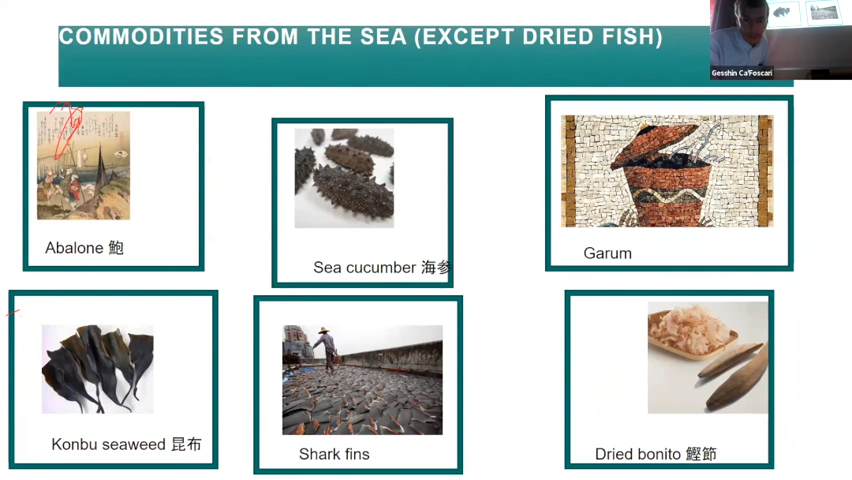 COMMODITIES FROM THE SEA (EXCEPT DRIED FISH)
Gesshin Ca'Foscari
Abalone 鮑
Sea cucumber 海参
Garum
Konbu seaweed 昆布
Shark fins
Dried bonito 鰹節